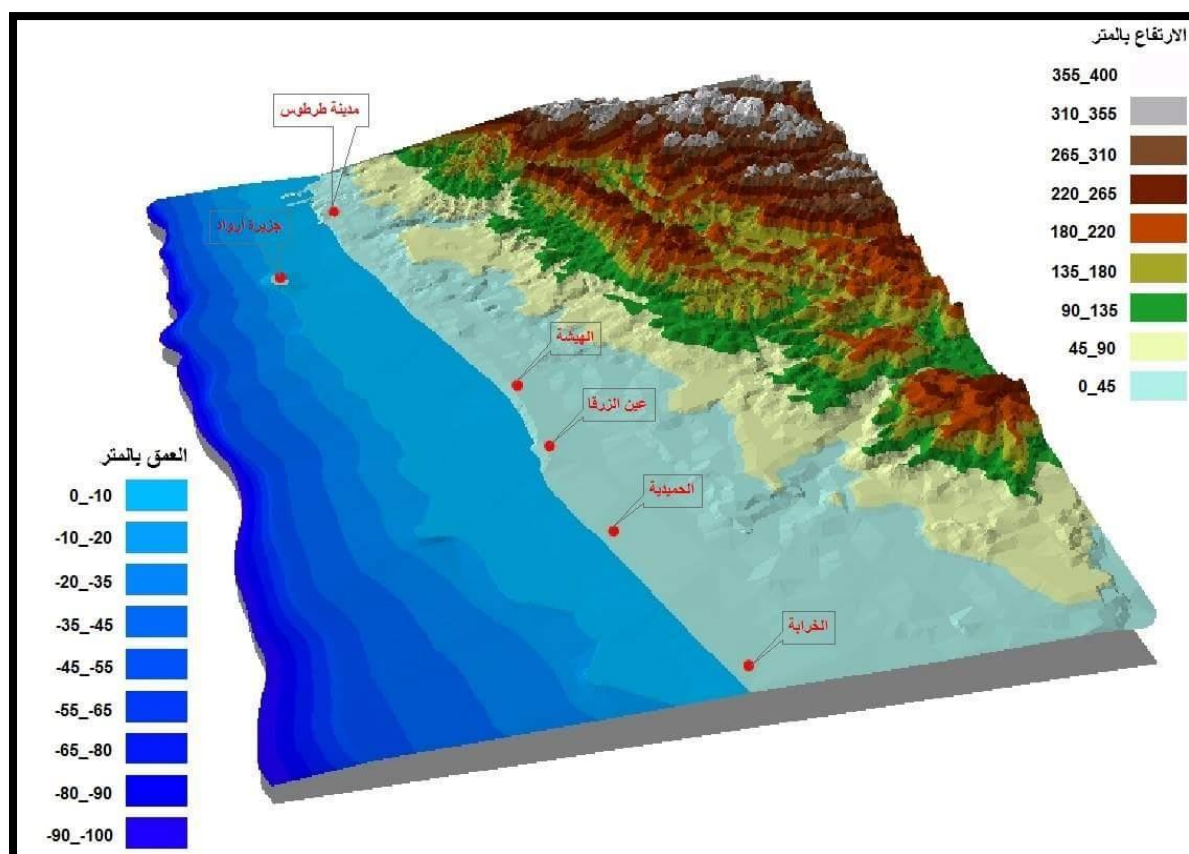 الارتفاع بالمتر
355_400
310_355
265_310
220_265
180_220
135_180
90_135
45_90
0_45
مدينة طرطوس
جزيرة ارواد
الهيشة
عين الزرقا
الحميدية
الخرابة
العمق بالمتر
0_-10
-10_-20
-20_-35
-35_-45
-45_-55
-55_-65
-65_-80
-80_-90
-90_-100